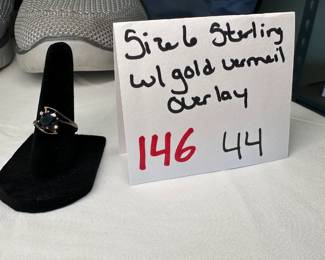 Size 6 Sterling
w/ gold vermeil
overlay
146 44